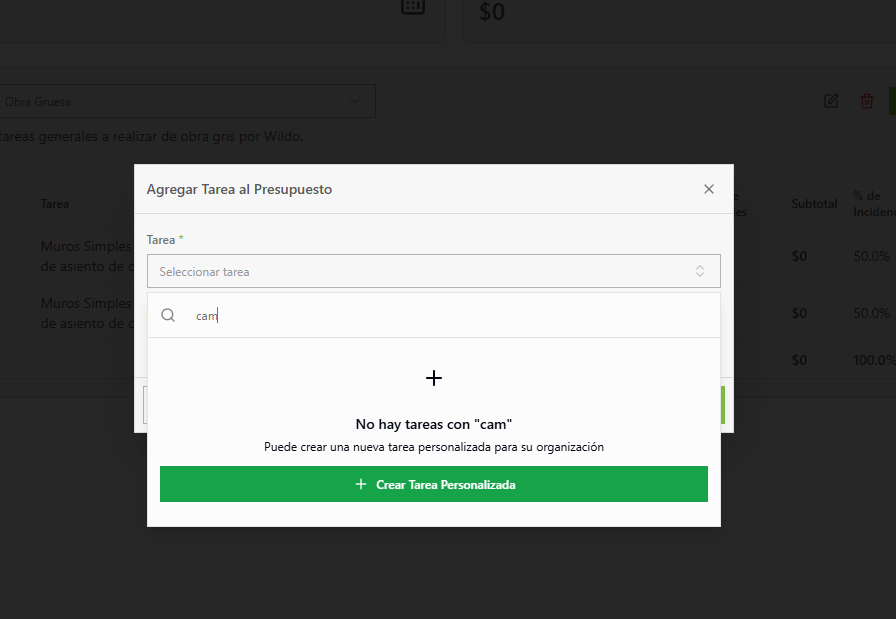 $0
Obra Gruesa
tareas generales a realizar de obra gris por Wildo.
Agregar Tarea al Presupuesto
Tarea
Subtotal
% de
Muros Simples
de asiento de
$0
50.0%
Tarea *
Seleccionar tarea
cam
Muros Simples
de asiento de
$0
50.0%
$0
100.0%
No hay tareas con "cam"
Puede crear una nueva tarea personalizada para su organización
Crear Tarea Personalizada